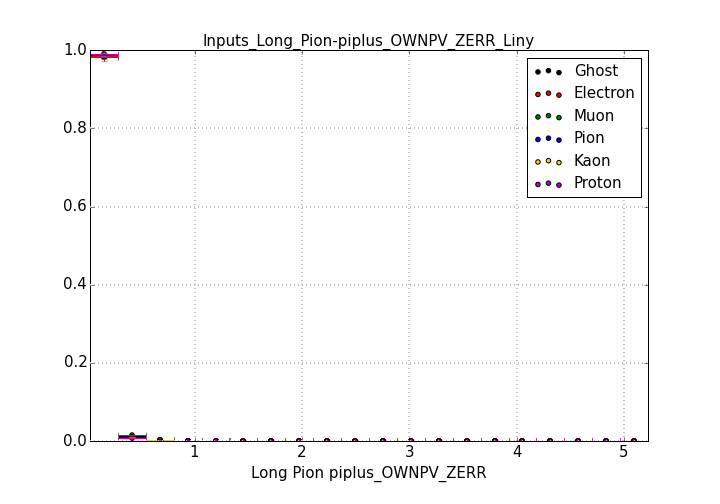 Inputs_Long_Pion-piplus_OWNPV_ZERR_Liny
1.0
0.8
0.6
0.4
0.2
0.0
Ghost
Electron
Muon
Pion
Kaon
Proton
1 2 3 4 5
Long Pion piplus_OWNPV_ZERR